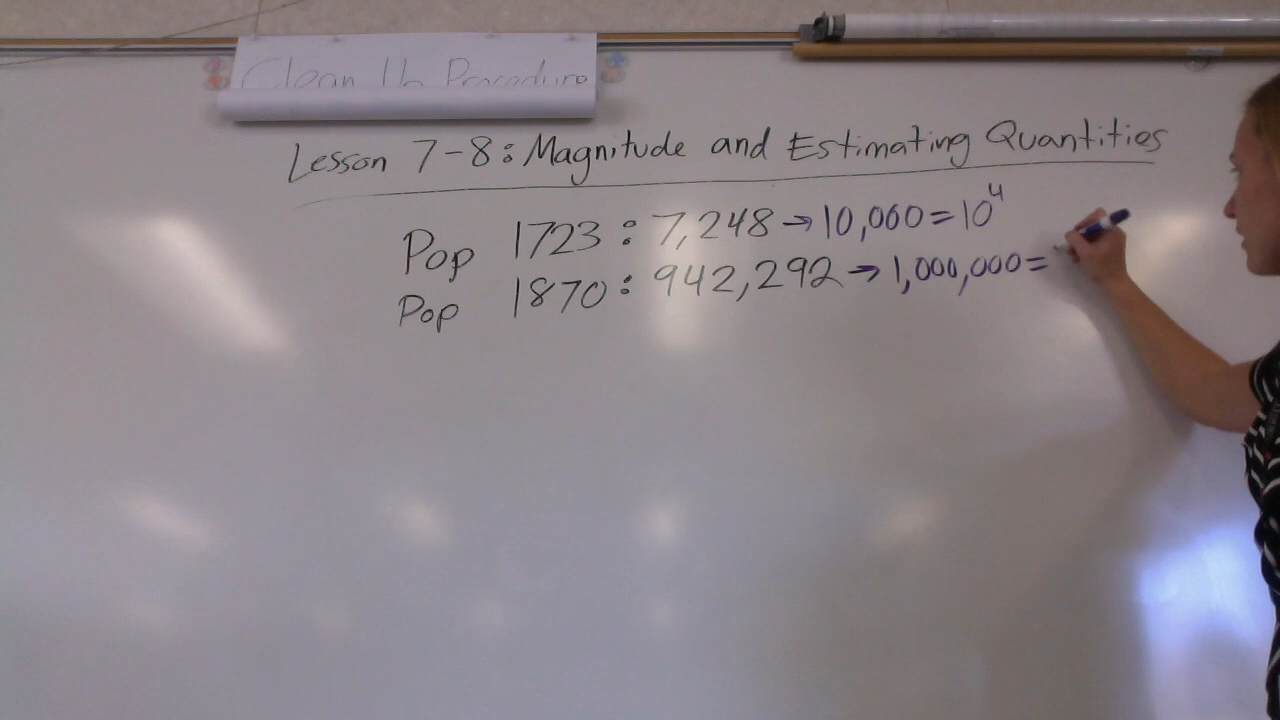 Clean Up Procedure
Lesson 7-8: Magnitude and Estimating Quantities
Pop 1723: 7,248 → 10,000 = 10⁴
Pop 1870: 942,292 → 1,000,000 =